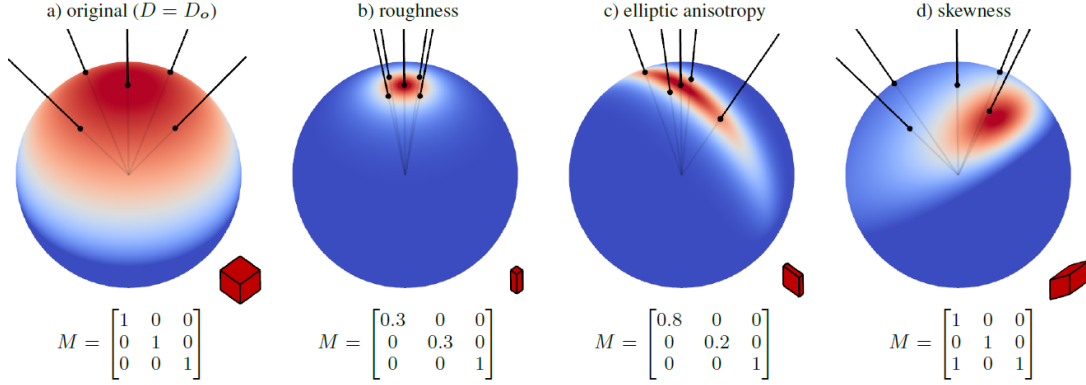 a) original (D = Dₒ)
b) roughness
c) elliptic anisotropy
d) skewness
M = [1 0 0
0 1 0
0 0 1]
M = [0.3 0 0
0 0.3 0
0 0 1]
M = [0.8 0 0
0 0.2 0
0 0 1]
M = [1 0 0
0 1 0
1 0 1]